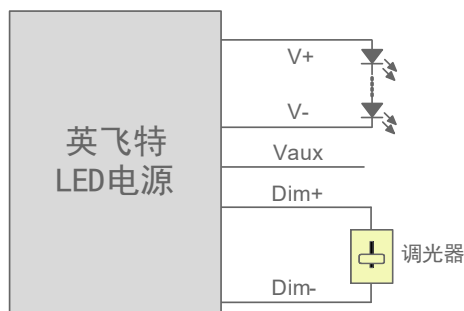 英飞特
LED电源
V+
V-
Vaux
Dim+
调光器
Dim-